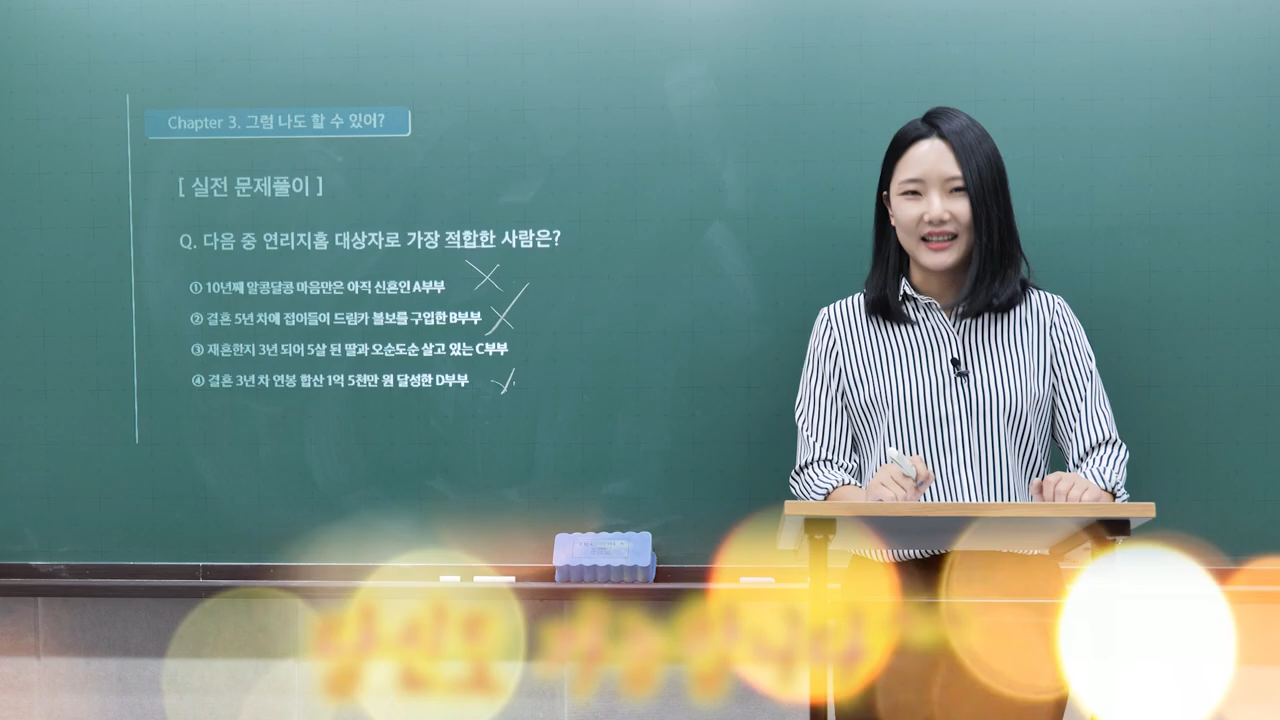 Chapter 3. 그럼 나도 할 수 있어?
[ 실전 문제풀이 ]
Q. 다음 중 연리지홈 대상자로 가장 적합한 사람은?
① 10년째 알콩달콩 마음만은 아직 신혼인 A부부
② 결혼 5년 차에 접어들어 드림카 볼보를 구입한 B부부
③ 재혼한지 3년 되어 5살 된 딸과 오순도순 살고 있는 C부부
④ 결혼 3년 차 연봉 합산 1억 5천만 원 달성한 D부부